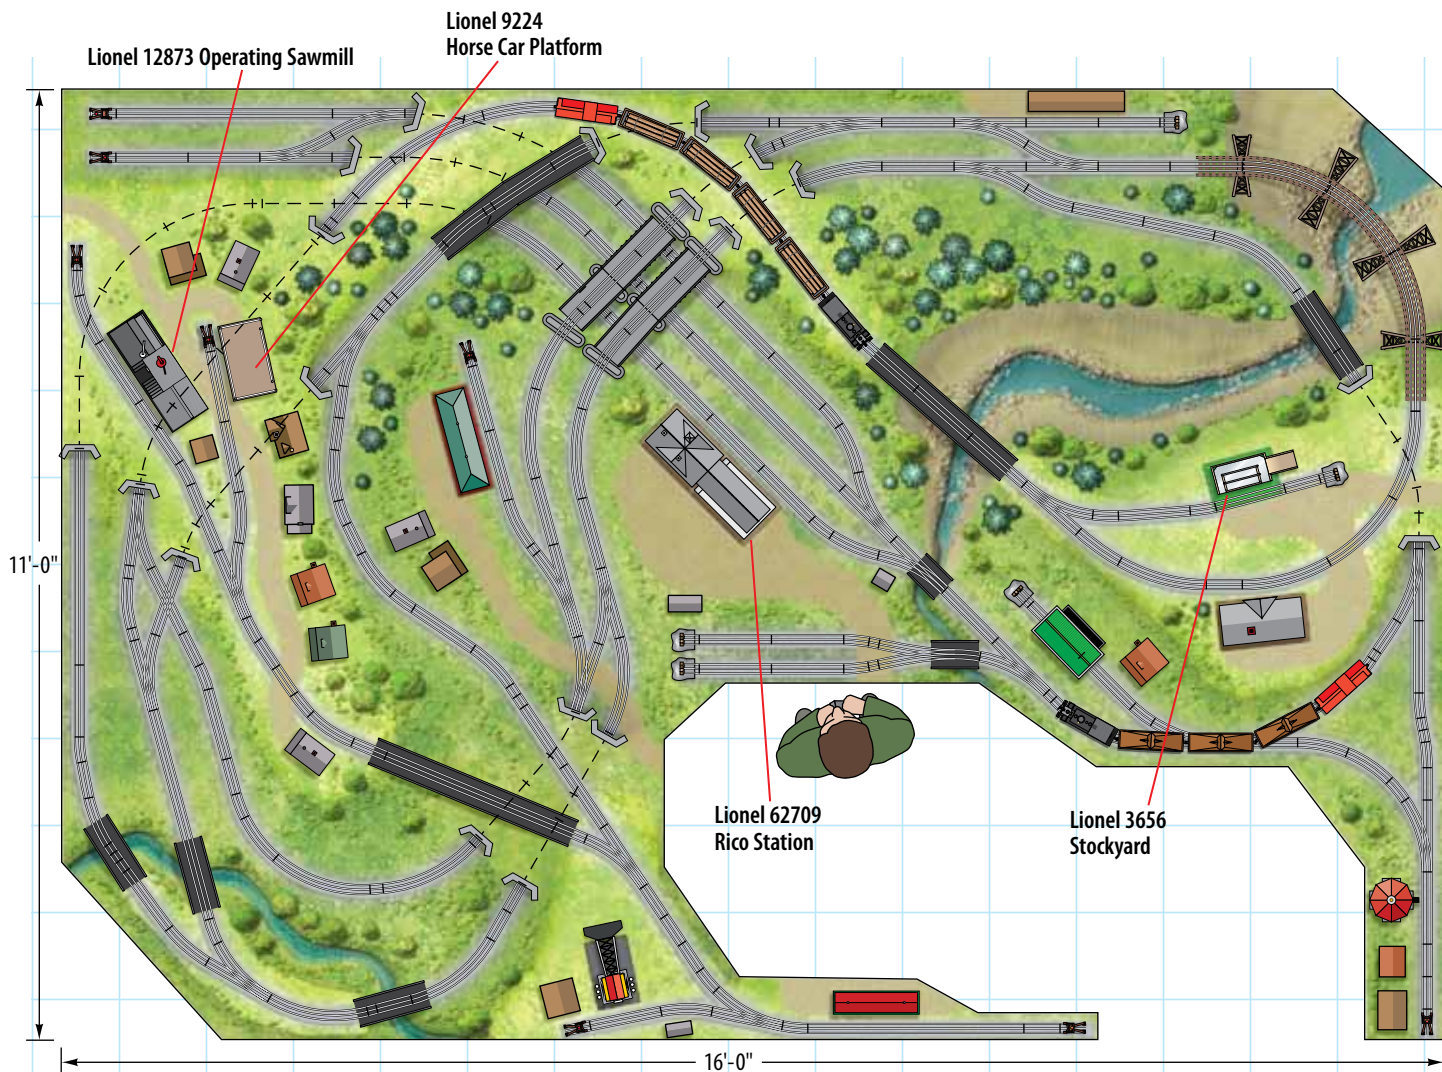 Lionel 9224
Horse Car Platform
Lionel 12873 Operating Sawmill
11'-0"
Lionel 62709
Rico Station
Lionel 3656
Stockyard
16'-0"